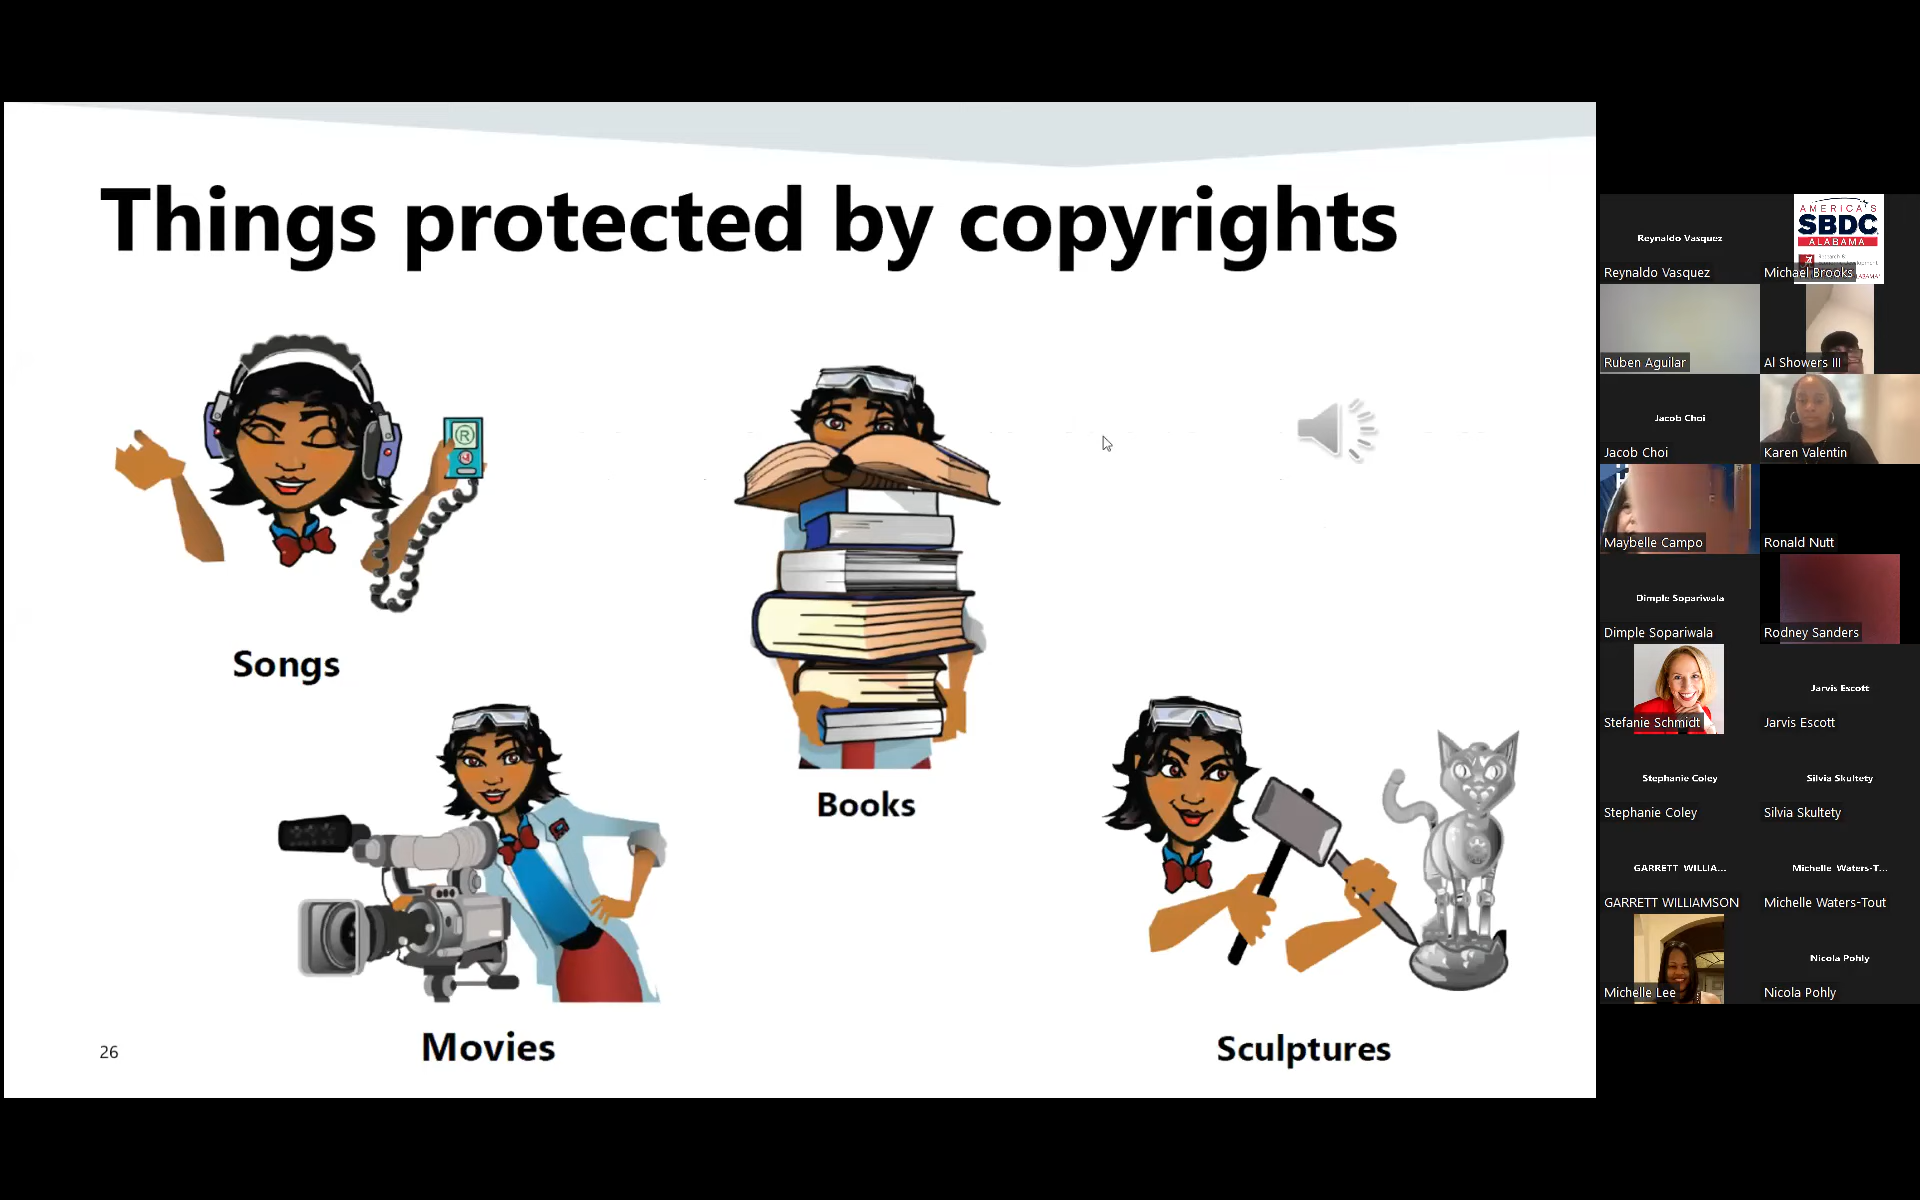 Things protected by copyrights
Songs
Books
Movies
Sculptures
26
®
Reynaldo Vasquez
Reynaldo Vasquez
AMERICA'S
SBDC
ALABAMA
Michael Brooks
Ruben Aguilar
Al Showers III
Jacob Choi
Jacob Choi
Karen Valentin
Maybelle Campo
Ronald Nutt
Dimple Sopariwala
Dimple Sopariwala
Rodney Sanders
Stefanie Schmidt
Jarvis Escott
Jarvis Escott
Stephanie Coley
Stephanie Coley
Silvia Skultety
Silvia Skultety
GARRETT WILLIA...
GARRETT WILLIAMSON
Michelle Waters-T...
Michelle Waters-Tout
Michelle Lee
Nicola Pohly
Nicola Pohly